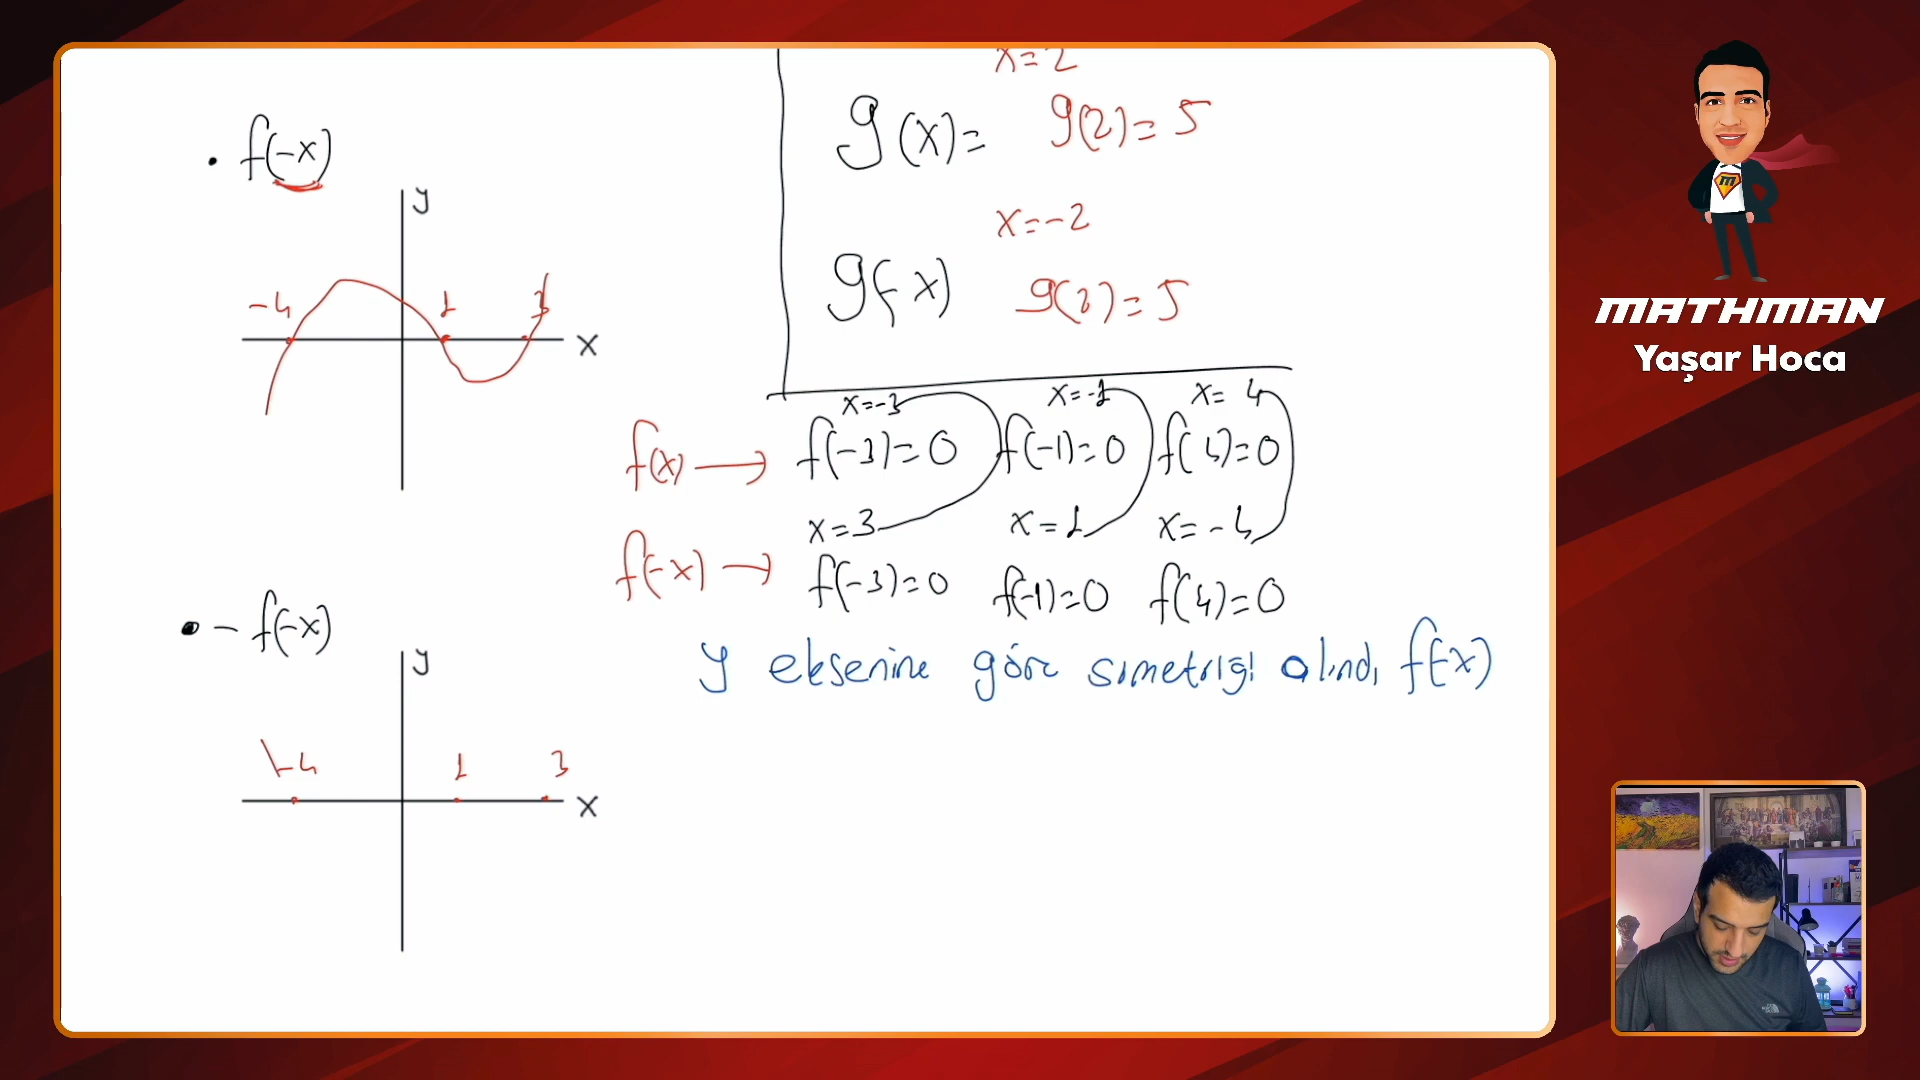 x=2
g(x)= g(2)=5
• f(-x)
y
x=-2
g(-x) g(2)=5
-4 1 3
x
x=-3 x=-1 x= 4
f(x) → f(-3)=0 f(-1)=0 f(4)=0
x=3 x=1 x=-4
f(-x) → f(-3)=0 f(-1)=0 f(4)=0
• - f(-x)
y eksenine göre simetriği alındı f(-x)
y
-4 1 3
x
MATHMAN
Yaşar Hoca